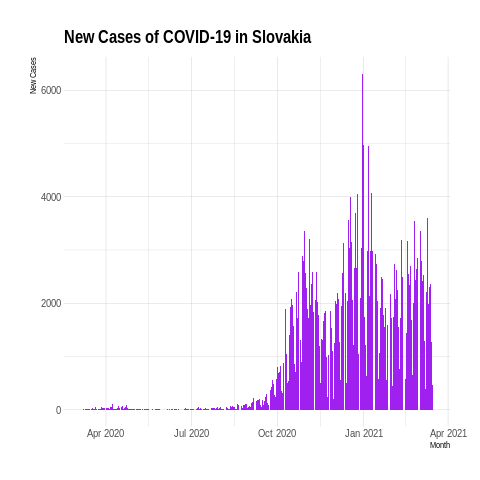 New Cases of COVID-19 in Slovakia
New Cases
6000
4000
2000
0
Apr 2020
Jul 2020
Oct 2020
Jan 2021
Apr 2021
Month